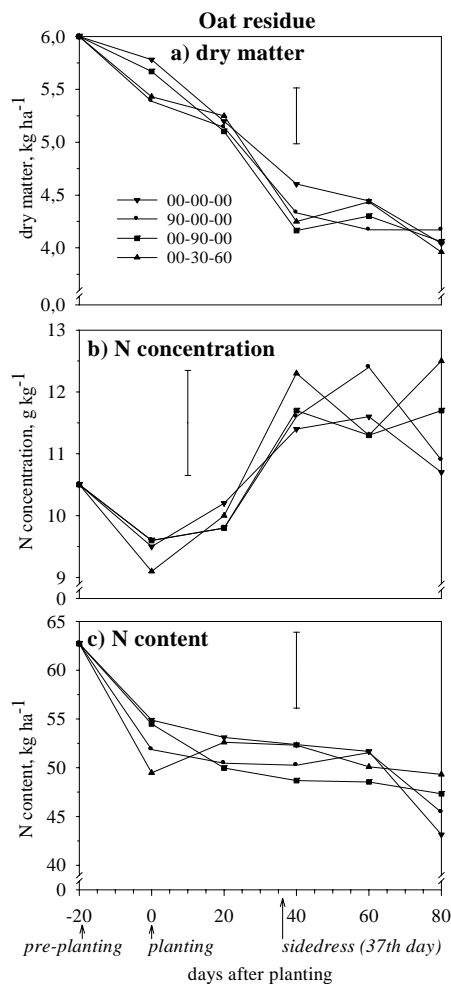 Oat residue
a) dry matter
6,0
5,5
5,0
4,5
4,0
0,0
dry matter, kg ha-1
00-00-00
90-00-00
00-90-00
00-30-60
b) N concentration
13
12
11
10
9
0
N concentration, g kg-1
c) N content
65
60
55
50
45
40
0
N content, kg ha-1
-20 0 20 40 60 80
pre-planting planting sidedress (37th day)
days after planting